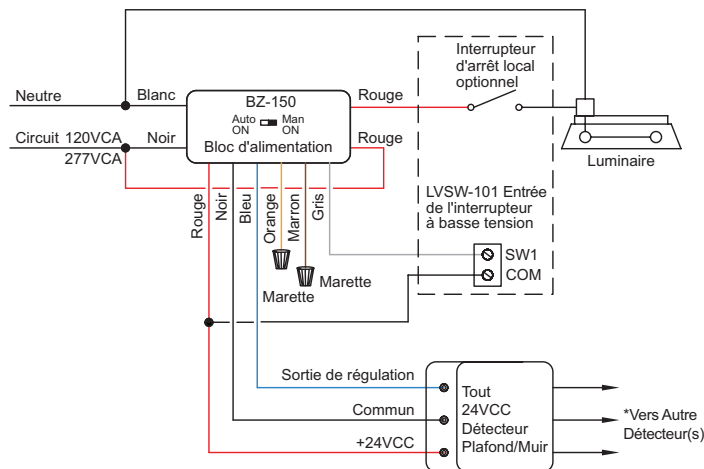 Interrupteur
d'arrêt local
optionnel
Neutre
Blanc
BZ-150
Auto
ON
Man
ON
Bloc d'alimentation
Rouge
Rouge
Circuit 120VCA
277VCA
Noir
Luminaire
Rouge
Noir
Bleu
Orange
Marron
Gris
LVSW-101 Entrée
de l'interrupteur
à basse tension
SW1
COM
Marette
Marette
Sortie de régulation
Commun
+24VCC
Tout
24VCC
Détecteur
Plafond/Muir
*Vers Autre
Détecteur(s)